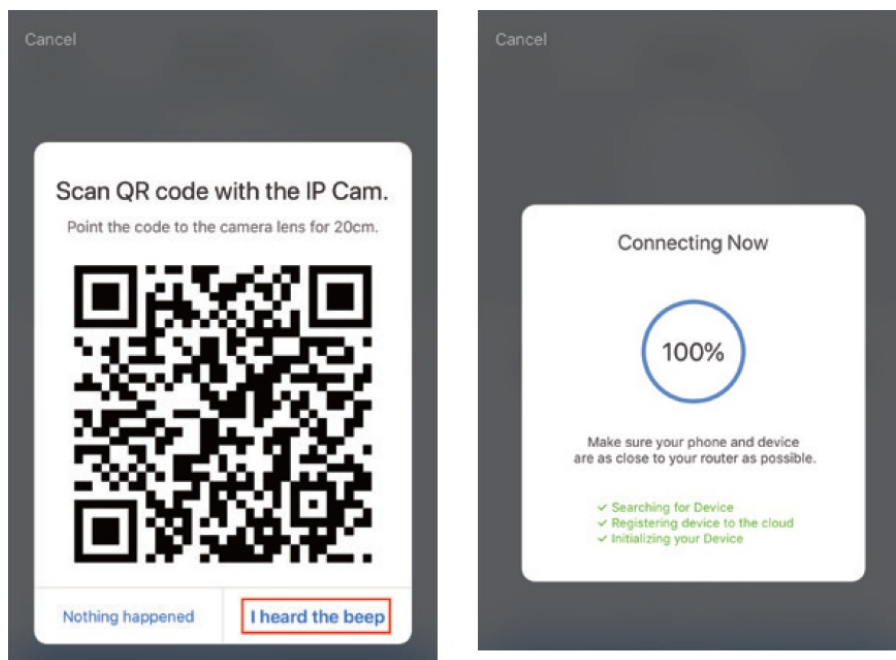 Cancel
Scan QR code with the IP Cam.
Point the code to the camera lens for 20cm.
Nothing happened
I heard the beep
Cancel
Connecting Now
100%
Make sure your phone and device
are as close to your router as possible.
✓ Searching for Device
✓ Registering device to the cloud
✓ Initializing your Device